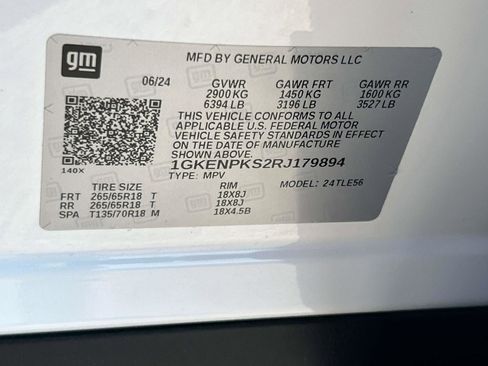 gm
MFD BY GENERAL MOTORS LLC
06/24 GVWR GAWR FRT GAWR RR
2900 KG 1450 KG 1600 KG
6394 LB 3196 LB 3527 LB
THIS VEHICLE CONFORMS TO ALL
APPLICABLE U.S. FEDERAL MOTOR
VEHICLE SAFETY STANDARDS IN EFFECT
ON THE DATE OF MANUFACTURE
SHOWN ABOVE.
1GKENPKS2RJ179894
140X TYPE: MPV
TIRE SIZE RIM MODEL: 24TLE56
FRT 265/65R18 T 18X8J
RR 265/65R18 T 18X8J
SPA T135/70R18 M 18X4.5B